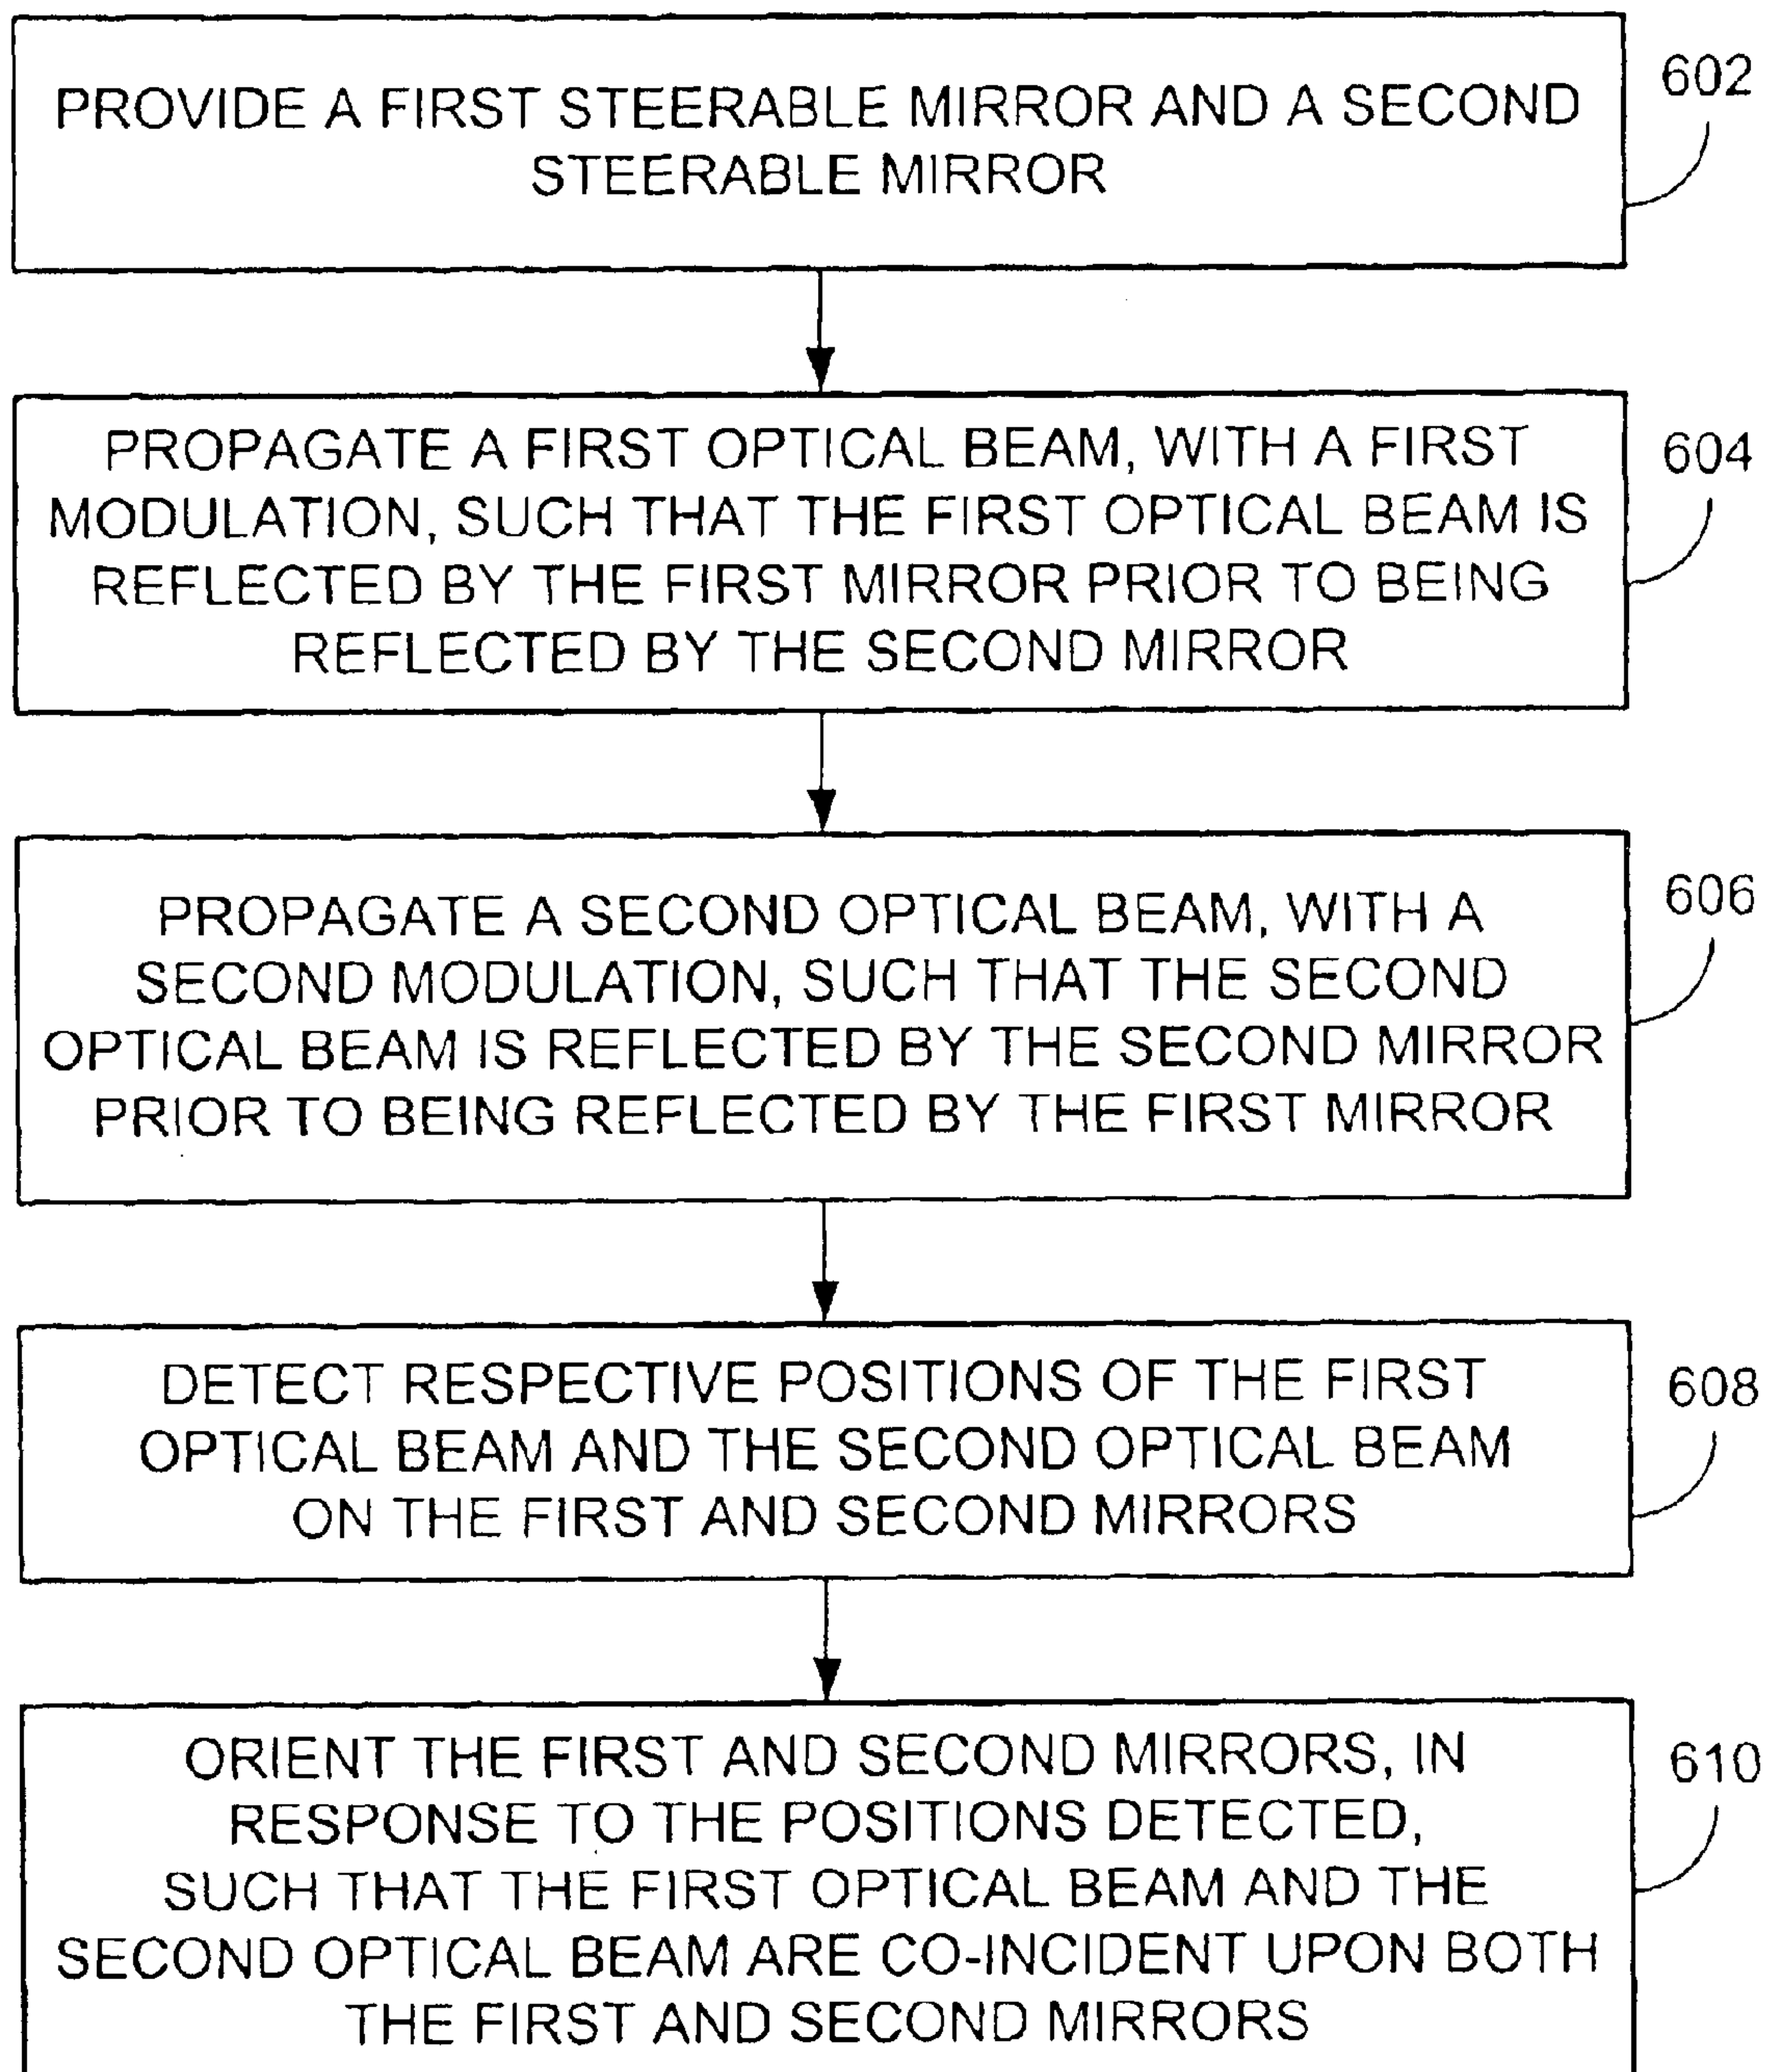 PROVIDE A FIRST STEERABLE MIRROR AND A SECOND
STEERABLE MIRROR
602
PROPAGATE A FIRST OPTICAL BEAM, WITH A FIRST
MODULATION, SUCH THAT THE FIRST OPTICAL BEAM IS
REFLECTED BY THE FIRST MIRROR PRIOR TO BEING
REFLECTED BY THE SECOND MIRROR
604
PROPAGATE A SECOND OPTICAL BEAM, WITH A
SECOND MODULATION, SUCH THAT THE SECOND
OPTICAL BEAM IS REFLECTED BY THE SECOND MIRROR
PRIOR TO BEING REFLECTED BY THE FIRST MIRROR
606
DETECT RESPECTIVE POSITIONS OF THE FIRST
OPTICAL BEAM AND THE SECOND OPTICAL BEAM
ON THE FIRST AND SECOND MIRRORS
608
ORIENT THE FIRST AND SECOND MIRRORS, IN
RESPONSE TO THE POSITIONS DETECTED,
SUCH THAT THE FIRST OPTICAL BEAM AND THE
SECOND OPTICAL BEAM ARE CO-INCIDENT UPON BOTH
THE FIRST AND SECOND MIRRORS
610